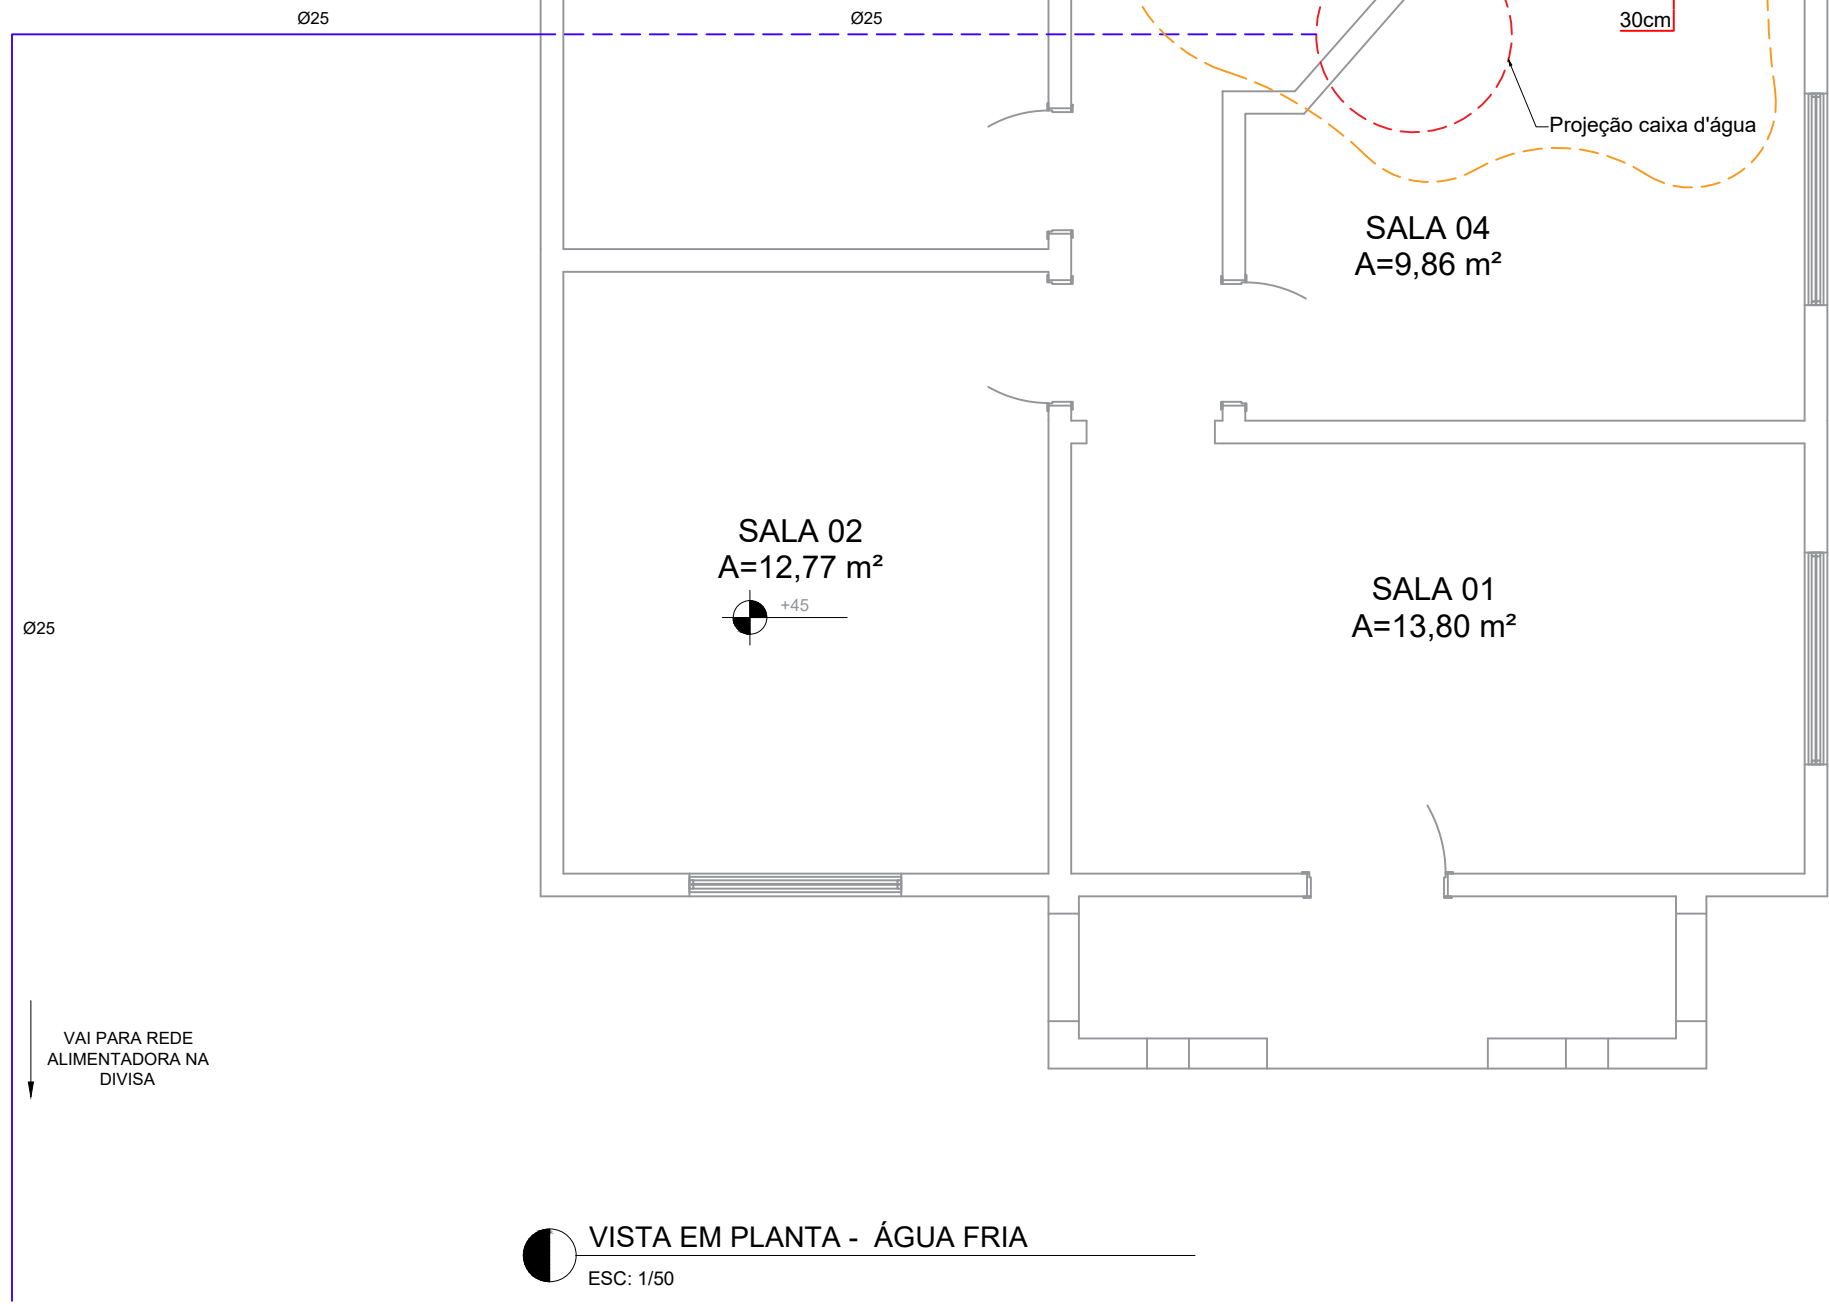 Ø25
Ø25
30cm
Projeção caixa d'água
SALA 04
A=9,86 m²
SALA 02
A=12,77 m²
+45
SALA 01
A=13,80 m²
Ø25
VAI PARA REDE
ALIMENTADORA NA
DIVISA
VISTA EM PLANTA - ÁGUA FRIA
ESC: 1/50